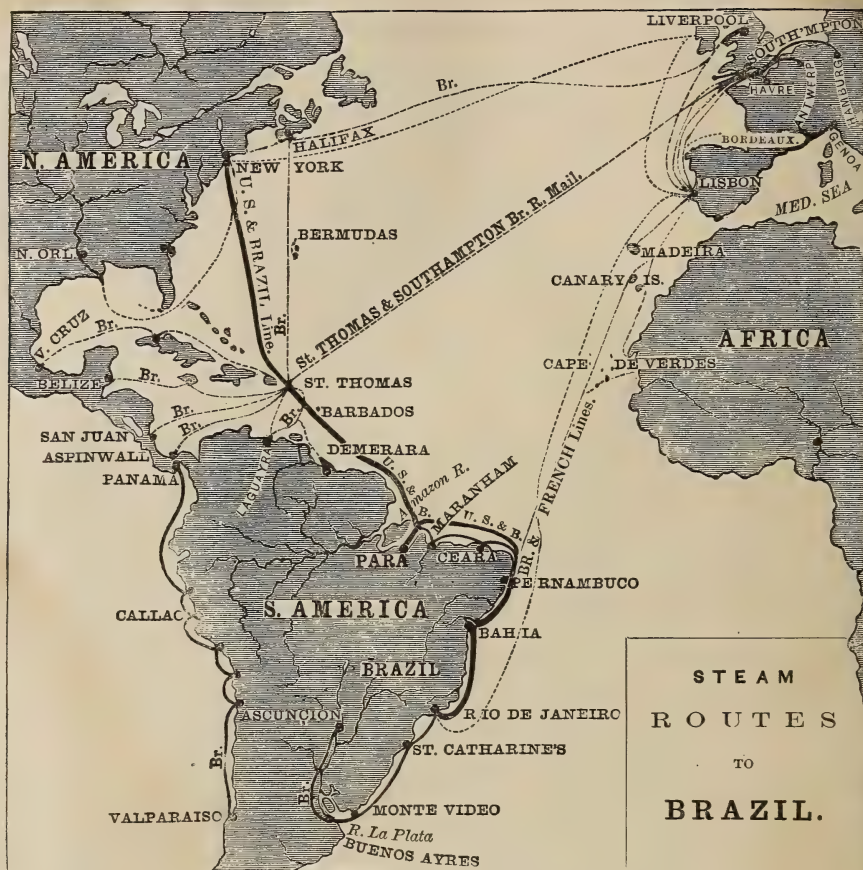 LIVERPOOL
SOUTH'MPTON
HAVRE
ANTWERP
HAMBURG
Br.
HALIFAX
N. AMERICA
NEW YORK
BORDEAUX.
GENOA
LISBON
MED. SEA
U. S. & BRAZIL Line.
BERMUDAS
Br.
St. THOMAS & SOUTHAMPTON Br. R. Mail.
MADEIRA
CANARY IS.
N. ORL
V. CRUZ
Br.
AFRICA
CAPE DE VERDES
BELIZE
Br.
ST. THOMAS
BARBADOS
Br.
Br.
Br.
SAN JUAN
ASPINWALL
PANAMA
LAGUAYRA
DEMERARA
U. S. & B.
Amazon R.
MARANHAM
U. S. & B.
BR. & FRENCH Lines.
PARA
CEARA
PERNAMBUCO
S. AMERICA
CALLAO
BAHIA
BRAZIL
ASCUNCION
RIO DE JANEIRO
ST. CATHARINE'S
Br.
Br.
VALPARAISO
MONTE VIDEO
R. La Plata
BUENOS AYRES
STEAM
ROUTES
TO
BRAZIL.